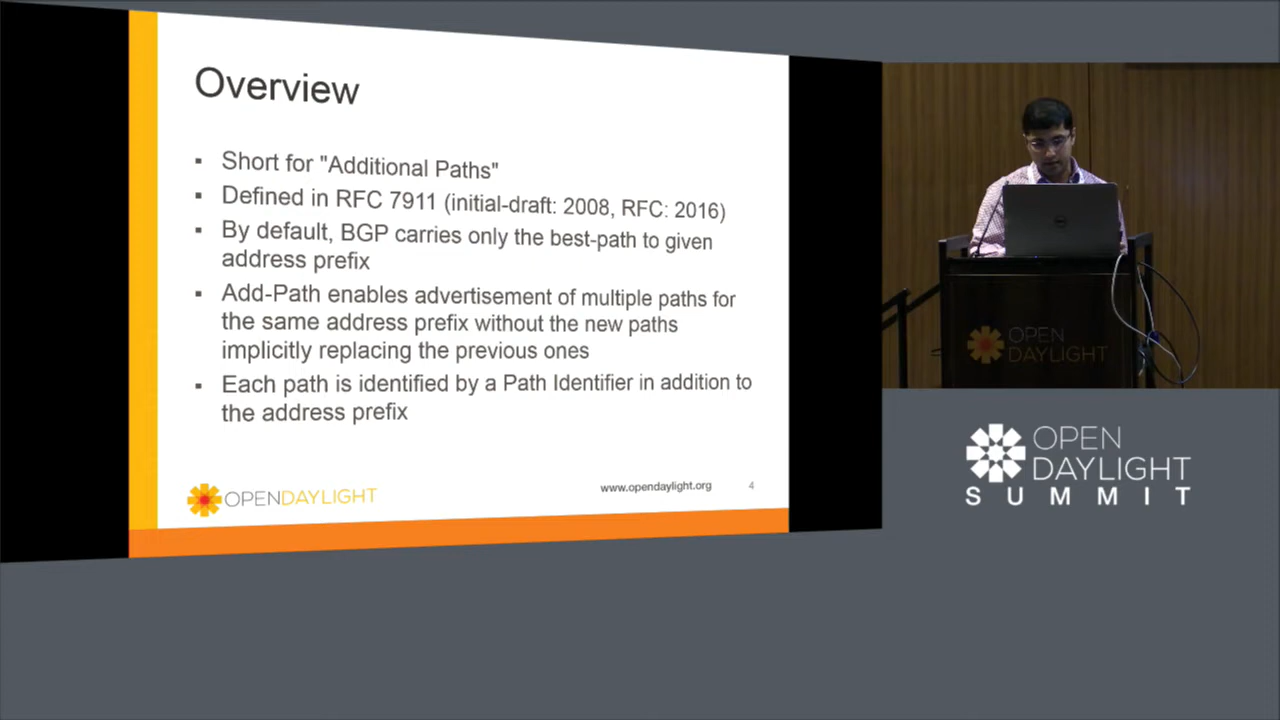 Overview
▪ Short for "Additional Paths"
▪ Defined in RFC 7911 (initial-draft: 2008, RFC: 2016)
▪ By default, BGP carries only the best-path to given
address prefix
▪ Add-Path enables advertisement of multiple paths for
the same address prefix without the new paths
implicitly replacing the previous ones
▪ Each path is identified by a Path Identifier in addition to
the address prefix
OPENDAYLIGHT
www.opendaylight.org 4
OPEN
DAYLIGHT
OPEN
DAYLIGHT
SUMMIT